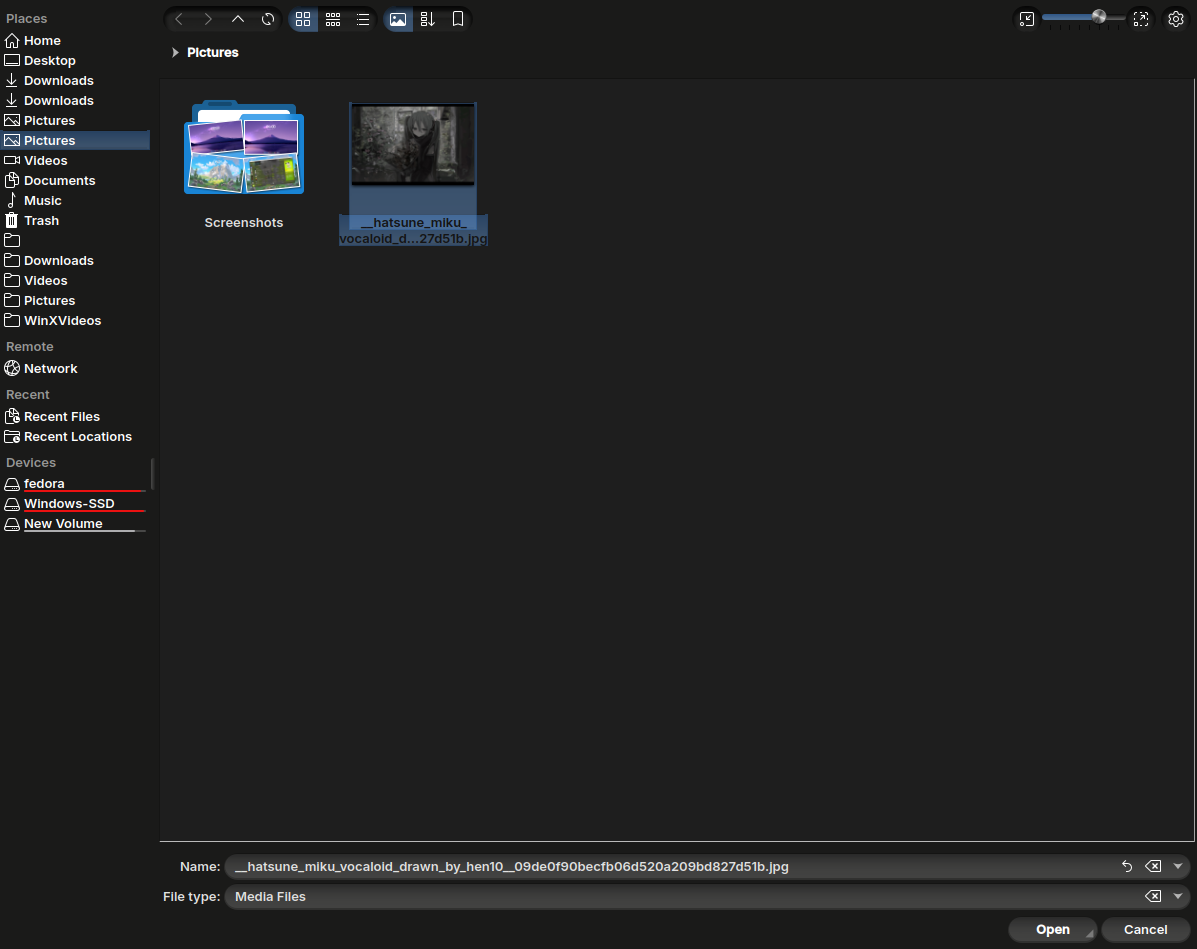 Places
Home
Desktop
Downloads
Downloads
Pictures
Pictures
Videos
Documents
Music
Trash
Downloads
Videos
Pictures
WinXVideos
Remote
Network
Recent
Recent Files
Recent Locations
Devices
fedora
Windows-SSD
New Volume
Pictures
Screenshots
__hatsune_miku_
vocaloid_d...27d51b.jpg
Name: __hatsune_miku_vocaloid_drawn_by_hen10__09de0f90becfb06d520a209bd827d51b.jpg
File type: Media Files
Open
Cancel